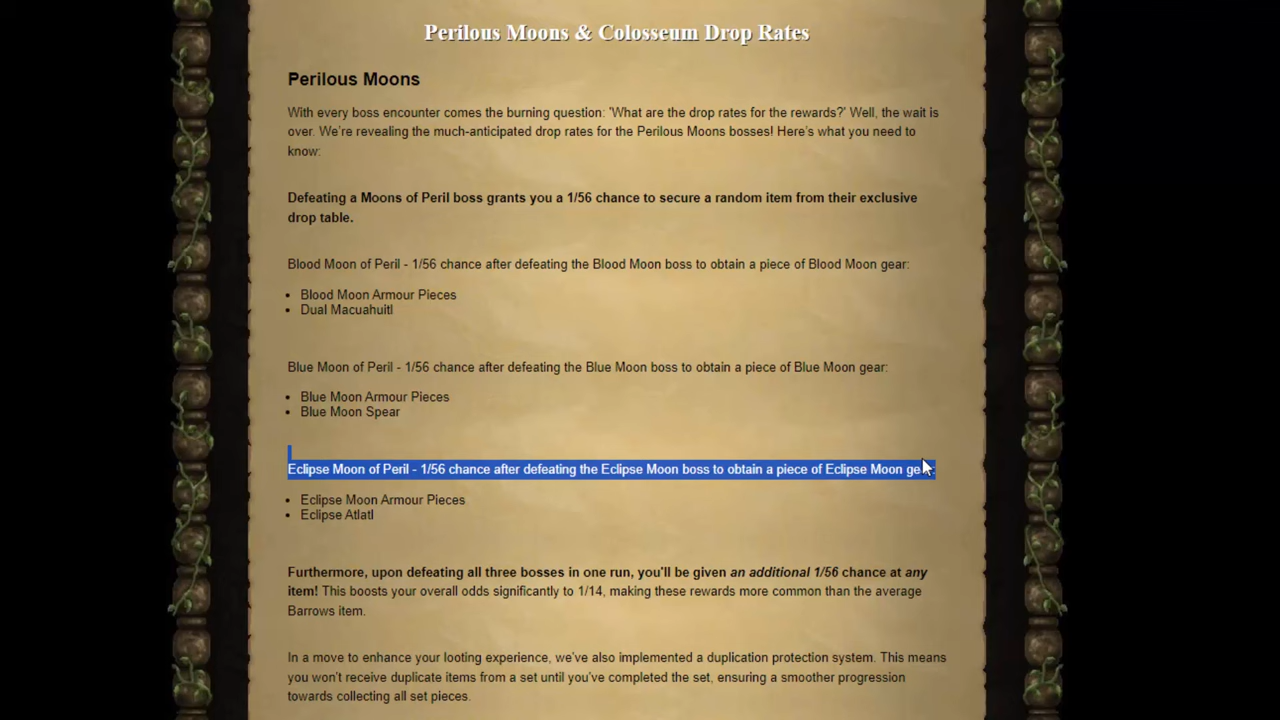 Perilous Moons & Colosseum Drop Rates
Perilous Moons
With every boss encounter comes the burning question: 'What are the drop rates for the rewards?' Well, the wait is
over. We're revealing the much-anticipated drop rates for the Perilous Moons bosses! Here's what you need to
know:
Defeating a Moons of Peril boss grants you a 1/56 chance to secure a random item from their exclusive
drop table.
Blood Moon of Peril - 1/56 chance after defeating the Blood Moon boss to obtain a piece of Blood Moon gear:
• Blood Moon Armour Pieces
• Dual Macuahuitl
Blue Moon of Peril - 1/56 chance after defeating the Blue Moon boss to obtain a piece of Blue Moon gear:
• Blue Moon Armour Pieces
• Blue Moon Spear
Eclipse Moon of Peril - 1/56 chance after defeating the Eclipse Moon boss to obtain a piece of Eclipse Moon gear:
• Eclipse Moon Armour Pieces
• Eclipse Atlatl
Furthermore, upon defeating all three bosses in one run, you'll be given an additional 1/56 chance at any
item! This boosts your overall odds significantly to 1/14, making these rewards more common than the average
Barrows item.
In a move to enhance your looting experience, we've also implemented a duplication protection system. This means
you won't receive duplicate items from a set until you've completed the set, ensuring a smoother progression
towards collecting all set pieces.